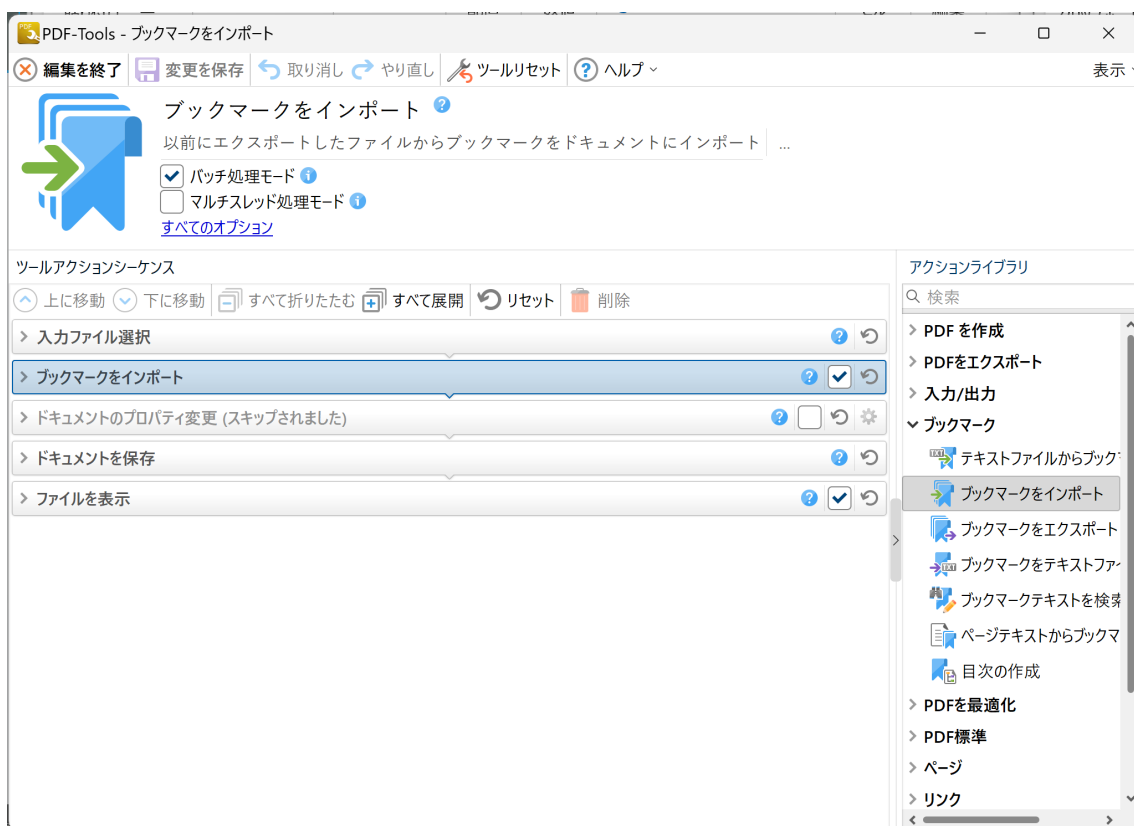 PDF-Tools - ブックマークをインポート
編集を終了 変更を保存 取り消し やり直し ツールリセット ヘルプ 表示
ブックマークをインポート
以前にエクスポートしたファイルからブックマークをドキュメントにインポート ...
バッチ処理モード
マルチスレッド処理モード
すべてのオプション
ツールアクションシーケンス
上に移動 下に移動 すべて折りたたむ すべて展開 リセット 削除
入力ファイル選択
ブックマークをインポート
ドキュメントのプロパティ変更 (スキップされました)
ドキュメントを保存
ファイルを表示
アクションライブラリ
検索
PDF を作成
PDFをエクスポート
入力/出力
ブックマーク
テキストファイルからブック
ブックマークをインポート
ブックマークをエクスポート
ブックマークをテキストファ
ブックマークテキストを検索
ページテキストからブックマ
目次の作成
PDFを最適化
PDF標準
ページ
リンク